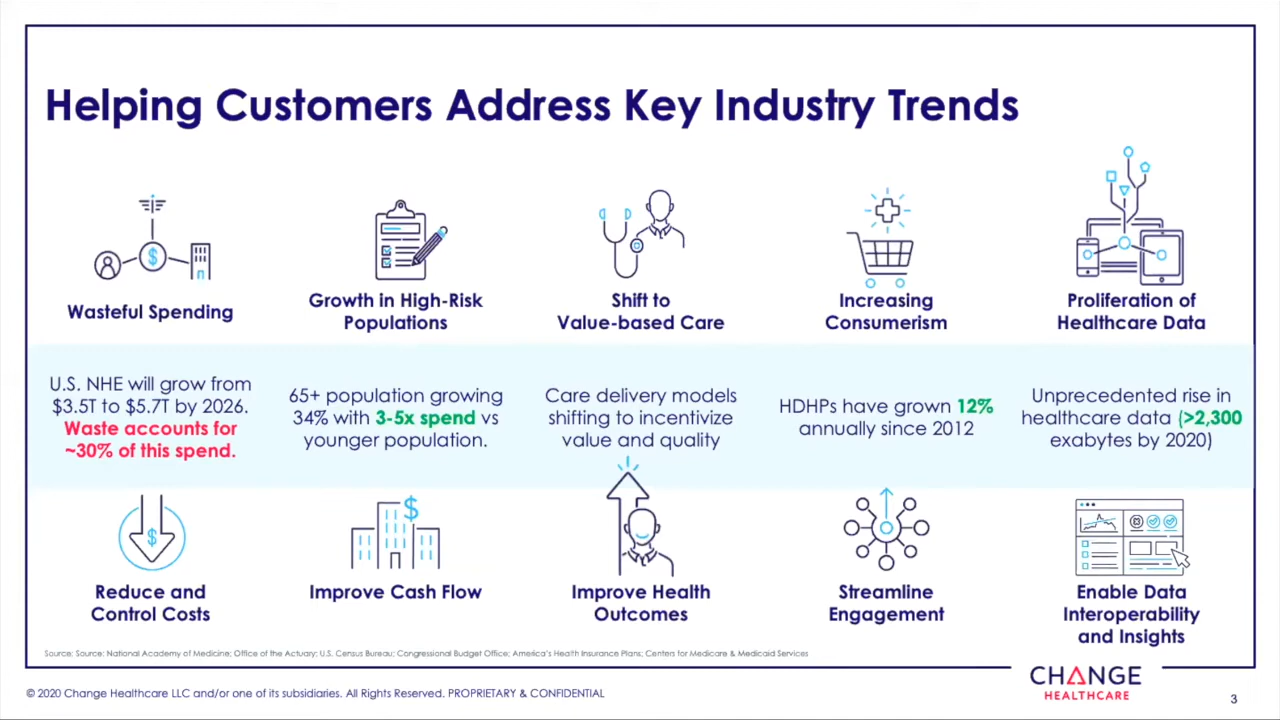 Helping Customers Address Key Industry Trends
Wasteful Spending
Growth in High-Risk
Populations
Shift to
Value-based Care
Increasing
Consumerism
Proliferation of
Healthcare Data
U.S. NHE will grow from
$3.5T to $5.7T by 2026.
Waste accounts for
~30% of this spend.
65+ population growing
34% with 3-5x spend vs
younger population.
Care delivery models
shifting to incentivize
value and quality
HDHPs have grown 12%
annually since 2012
Unprecedented rise in
healthcare data (>2,300
exabytes by 2020)
Reduce and
Control Costs
Improve Cash Flow
Improve Health
Outcomes
Streamline
Engagement
Enable Data
Interoperability
and Insights
Source: Source: National Academy of Medicine; Office of the Actuary; U.S. Census Bureau; Congressional Budget Office; America's Health Insurance Plans; Centers for Medicare & Medicaid Services
© 2020 Change Healthcare LLC and/or one of its subsidiaries. All Rights Reserved. PROPRIETARY & CONFIDENTIAL
CHANGE
HEALTHCARE
3